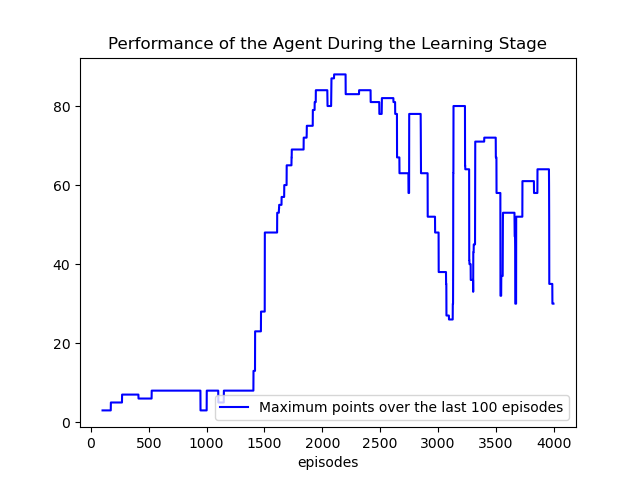 Performance of the Agent During the Learning Stage
80
60
40
20
0
Maximum points over the last 100 episodes
0 500 1000 1500 2000 2500 3000 3500 4000
episodes